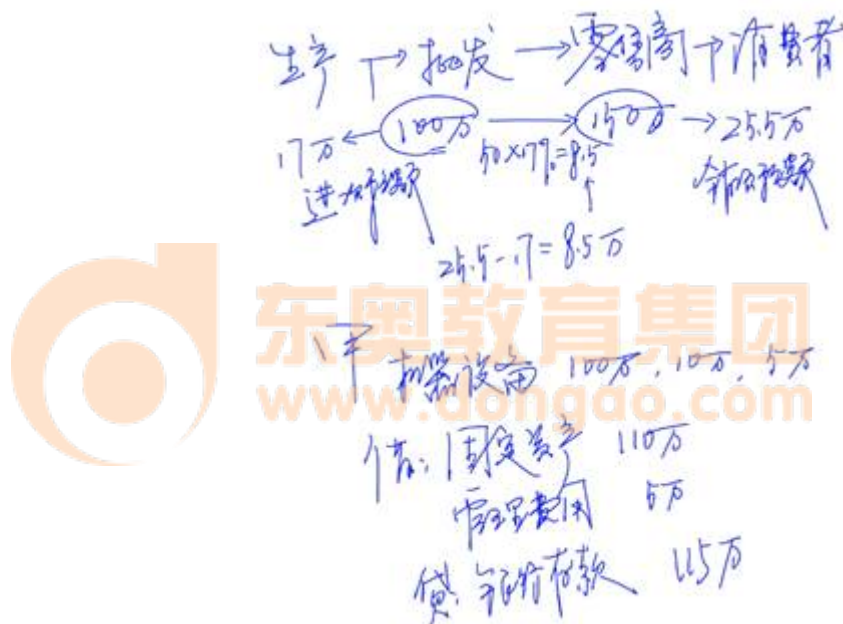 生产 → 批发 → 零售商 → 消费者
17万 ← 100万 → 150万 → 25.5万
50×17%=8.5
进项税额 销项税额
↑
25.5-17=8.5万
东奥教育集团
机器设备 100万、10万、5万
www.dongao.com
借:固定资产 110万
管理费用 5万
贷:银行存款 115万